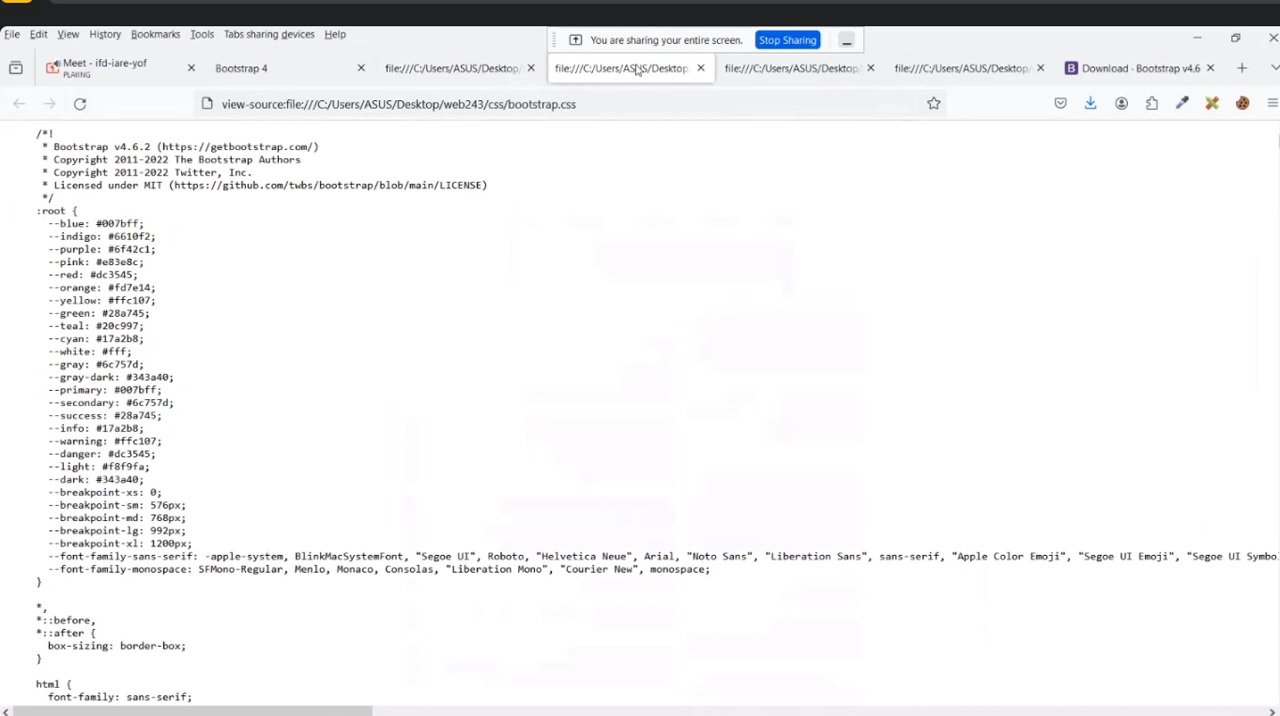 File Edit View History Bookmarks Tools Tabs sharing devices Help
You are sharing your entire screen. Stop Sharing
Meet - ifd-iare-yof
PLAYING
Bootstrap 4
file:///C:/Users/ASUS/Desktop/
file:///C:/Users/ASUS/Desktop,
file:///C:/Users/ASUS/Desktop/
file:///C:/Users/ASUS/Desktop/
Download - Bootstrap v4.6
view-source:file:///C:/Users/ASUS/Desktop/web243/css/bootstrap.css
/*!
* Bootstrap v4.6.2 (https://getbootstrap.com/)
* Copyright 2011-2022 The Bootstrap Authors
* Copyright 2011-2022 Twitter, Inc.
* Licensed under MIT (https://github.com/twbs/bootstrap/blob/main/LICENSE)
*/
:root {
--blue: #007bff;
--indigo: #6610f2;
--purple: #6f42c1;
--pink: #e83e8c;
--red: #dc3545;
--orange: #fd7e14;
--yellow: #ffc107;
--green: #28a745;
--teal: #20c997;
--cyan: #17a2b8;
--white: #fff;
--gray: #6c757d;
--gray-dark: #343a40;
--primary: #007bff;
--secondary: #6c757d;
--success: #28a745;
--info: #17a2b8;
--warning: #ffc107;
--danger: #dc3545;
--light: #f8f9fa;
--dark: #343a40;
--breakpoint-xs: 0;
--breakpoint-sm: 576px;
--breakpoint-md: 768px;
--breakpoint-lg: 992px;
--breakpoint-xl: 1200px;
--font-family-sans-serif: -apple-system, BlinkMacSystemFont, "Segoe UI", Roboto, "Helvetica Neue", Arial, "Noto Sans", "Liberation Sans", sans-serif, "Apple Color Emoji", "Segoe UI Emoji", "Segoe UI Symbo
--font-family-monospace: SFMono-Regular, Menlo, Monaco, Consolas, "Liberation Mono", "Courier New", monospace;
}
*,
*::before,
*::after {
box-sizing: border-box;
}
html {
font-family: sans-serif;